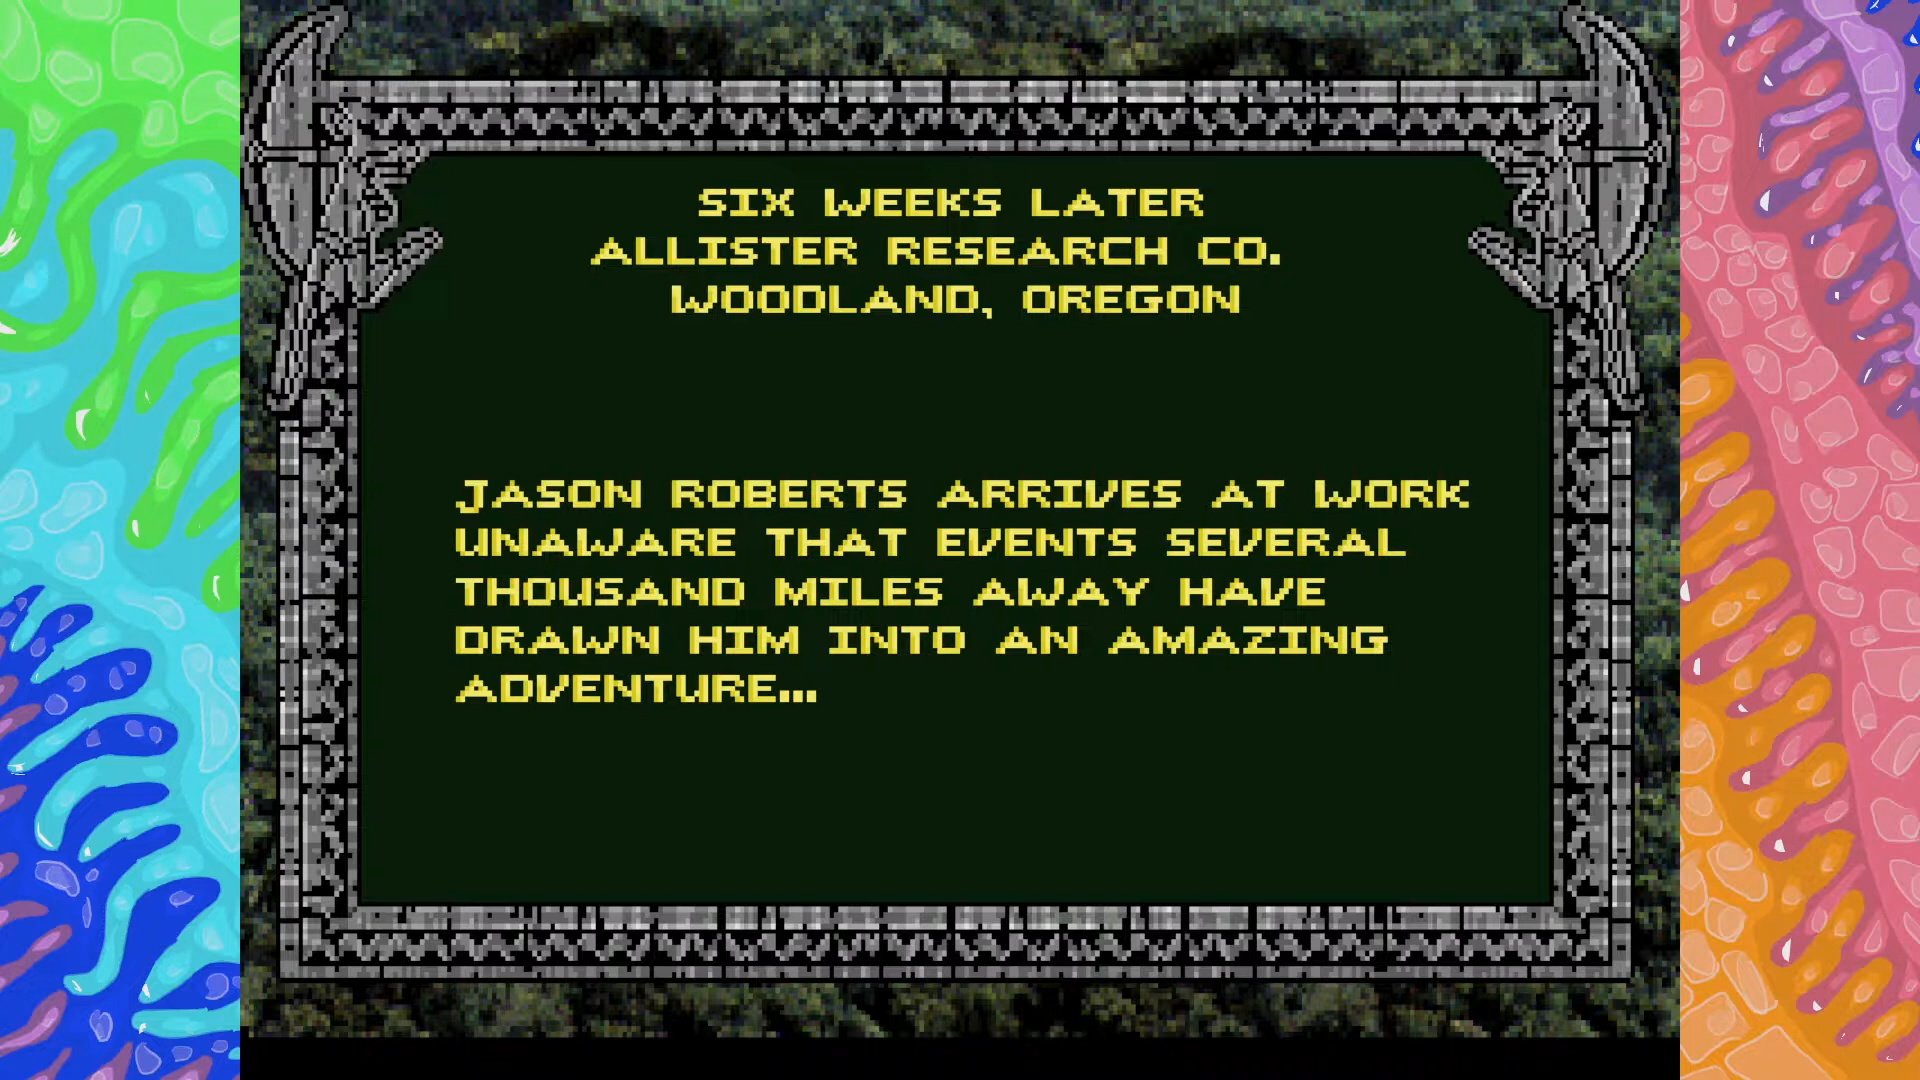 SIX WEEKS LATER
ALLISTER RESEARCH CO.
WOODLAND, OREGON
JASON ROBERTS ARRIVES AT WORK
UNAWARE THAT EVENTS SEVERAL
THOUSAND MILES AWAY HAVE
DRAWN HIM INTO AN AMAZING
ADVENTURE...